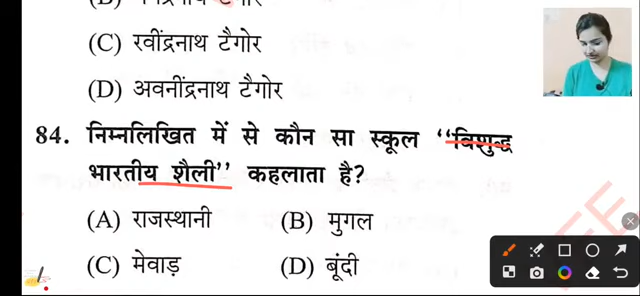 (C) रवींद्रनाथ टैगोर
(D) अवनींद्रनाथ टैगोर
84. निम्नलिखित में से कौन सा स्कूल ‘‘विशुद्ध
भारतीय शैली’’ कहलाता है?
(A) राजस्थानी (B) मुगल
(C) मेवाड़ (D) बूंदी